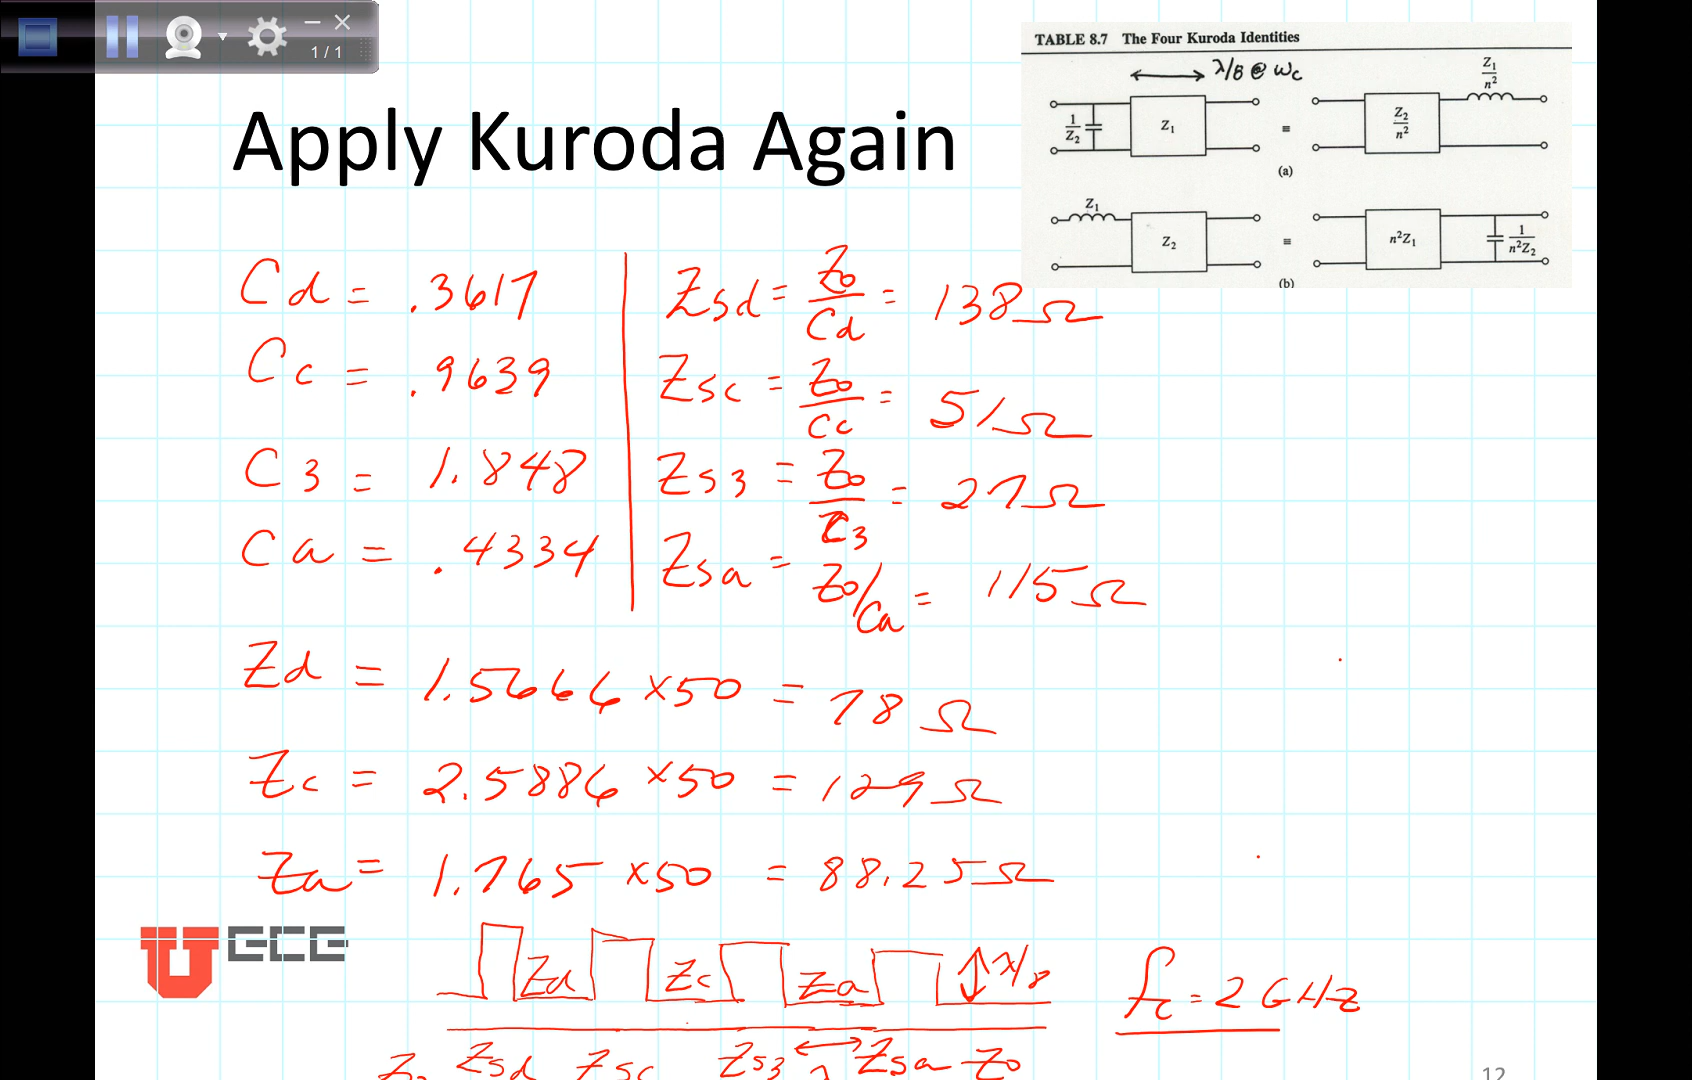 1 / 1
TABLE 8.7 The Four Kuroda Identities
λ/8 @ ωc
Z1/n²
1/Z2
Z1
=
Z2/n²
(a)
Z1
Z2
=
n²Z1
1/n²Z2
(b)
Apply Kuroda Again
Cd = .3617
Cc = .9639
C3 = 1.848
Ca = .4334
Zsd = Zo/Cd = 138Ω
Zsc = Zo/Cc = 51Ω
Zs3 = Zo/C3 = 27Ω
Zsa = Zo/Ca = 115Ω
Zd = 1.5666 x50 = 78Ω
Zc = 2.5886 x50 = 129Ω
Za = 1.765 x50 = 88.25Ω
UECE
Zd Zc Za λ/8
fc = 2 GHz
Zsd Zsc Zs3 Zsa Zo
12